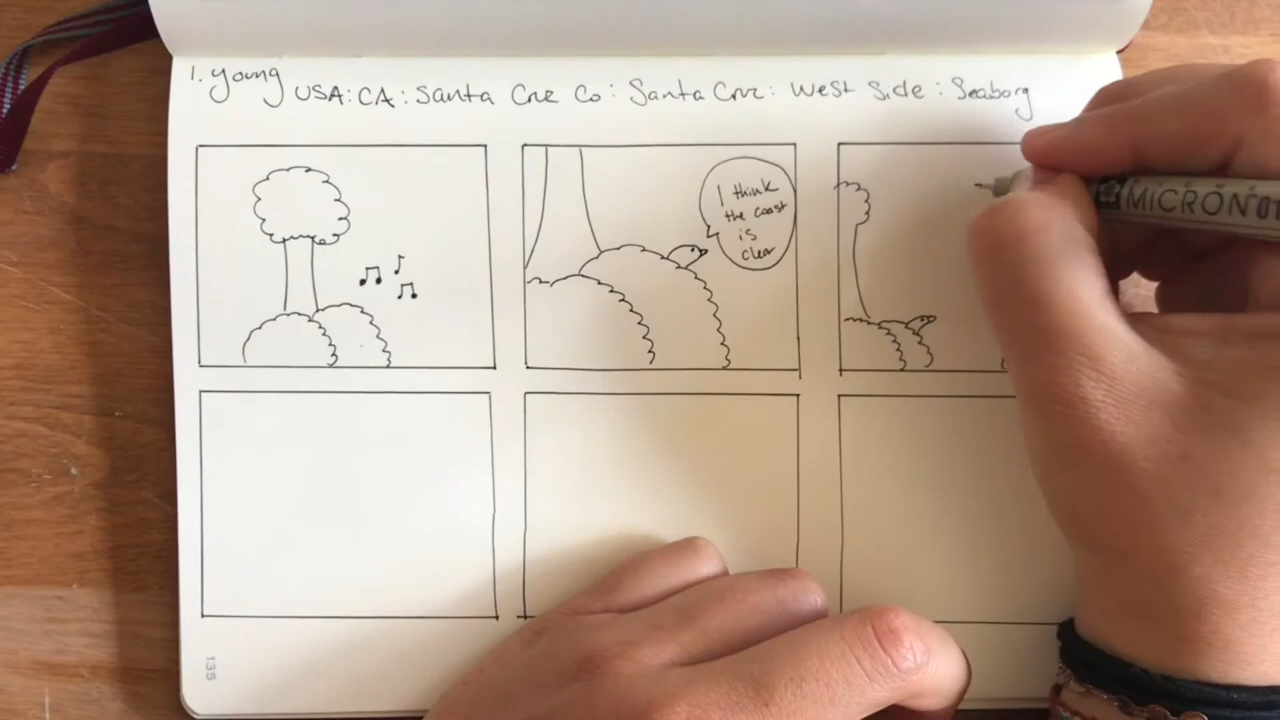 1. Young
USA: CA: Santa Cruz Co: Santa Cruz: West Side: Seaborg
I think
the coast
is
clear
MICRON
135